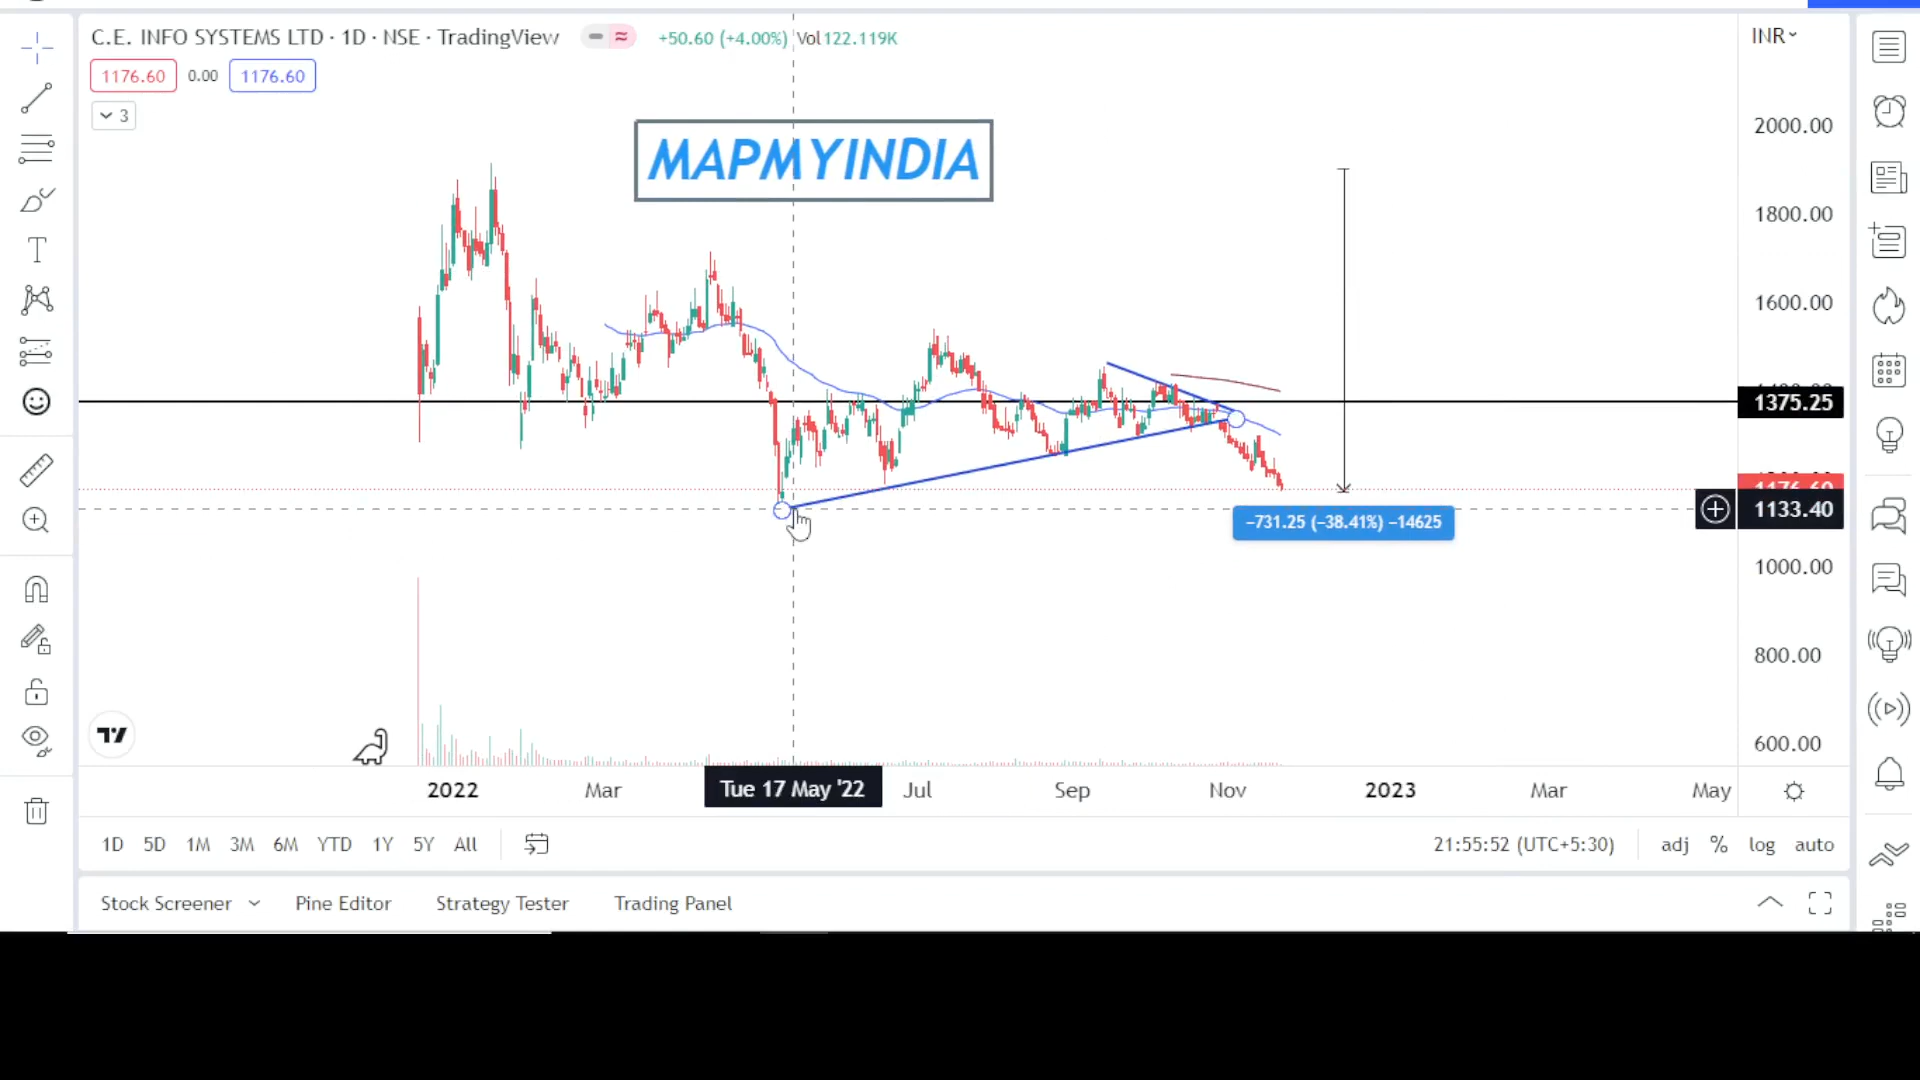 C.E. INFO SYSTEMS LTD · 1D · NSE · TradingView +50.60 (+4.00%) Vol 122.119K INR
1176.60 0.00 1176.60
3
MAPMYINDIA
2000.00
1800.00
1600.00
1375.25
1176.60
1133.40
−731.25 (−38.41%) −14625
1000.00
800.00
600.00
2022 Mar Tue 17 May '22 Jul Sep Nov 2023 Mar May
1D 5D 1M 3M 6M YTD 1Y 5Y All 21:55:52 (UTC+5:30) adj % log auto
Stock Screener Pine Editor Strategy Tester Trading Panel